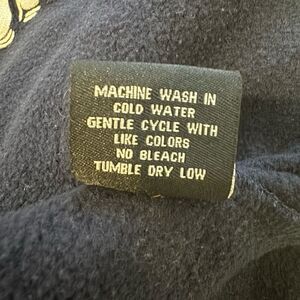 MACHINE WASH IN
COLD WATER
GENTLE CYCLE WITH
LIKE COLORS
NO BLEACH
TUMBLE DRY LOW